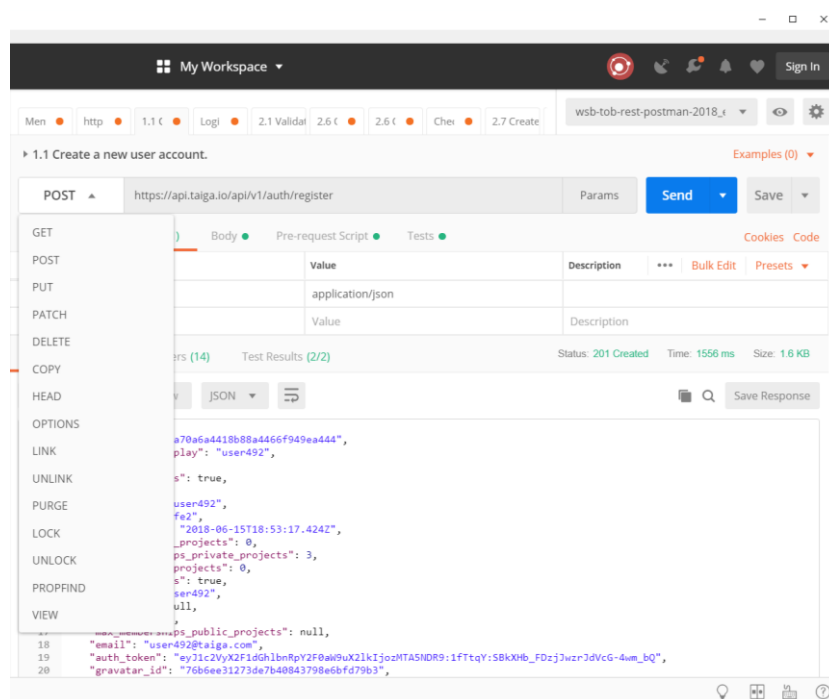 My Workspace
Sign In
Men
http
1.1 C
Logi
2.1 Validat
2.6 (
2.6 (
Chec
2.7 Create
wsb-tob-rest-postman-2018_
1.1 Create a new user account.
Examples (0)
POST
https://api.taiga.io/api/v1/auth/register
Params
Send
Save
GET
POST
PUT
PATCH
DELETE
COPY
HEAD
OPTIONS
LINK
UNLINK
PURGE
LOCK
UNLOCK
PROPFIND
VIEW
)
Body
Pre-request Script
Tests
Cookies
Code
Value
Description
Bulk Edit
Presets
application/json
Value
Description
ers (14)
Test Results (2/2)
Status: 201 Created
Time: 1556 ms
Size: 1.6 KB
JSON
Save Response
a70a6a4418b88a4466f949ea444",
play": "user492",
s": true,
user492",
fe2",
"2018-06-15T18:53:17.424Z",
_projects": 0,
ps_private_projects": 3,
projects": 0,
s": true,
ser492",
ull,
,
"max_memberships_public_projects": null,
18 "email": "user492@taiga.com",
19 "auth_token": "eyJ1c2VyX2F1dGhlbnRpY2F0aW9uX2lkIjozMTA5NDR9:1fTtqY:SBkXHb_FDzjJwzrJdVcG-4wm_bQ",
20 "gravatar_id": "76b6ee31273de7b40843798e6bfd79b3",